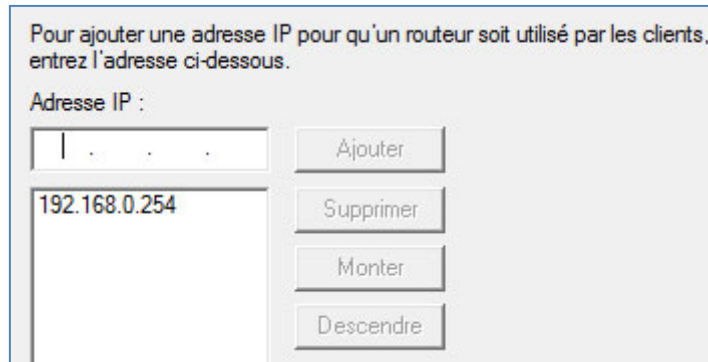 Pour ajouter une adresse IP pour qu'un routeur soit utilisé par les clients,
entrez l'adresse ci-dessous.
Adresse IP :
. . .
Ajouter
192.168.0.254
Supprimer
Monter
Descendre